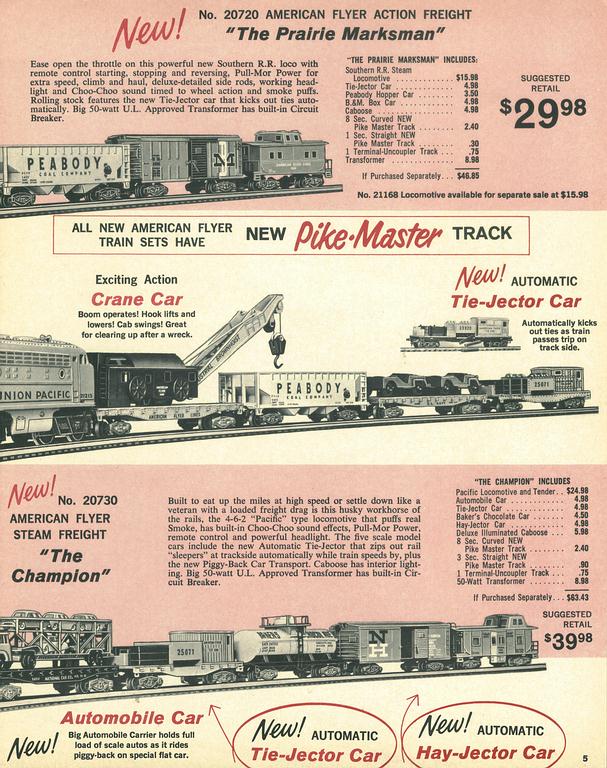 New!
No. 20720 AMERICAN FLYER ACTION FREIGHT
"The Prairie Marksman"
Ease open the throttle on this powerful new Southern R.R. loco with
remote control starting, stopping and reversing, Pull-Mor Power for
extra speed, climb and haul, deluxe-detailed side rods, working head-
light and Choo-Choo sound timed to wheel action and smoke puffs.
Rolling stock features the new Tie-Jector car that kicks out ties auto-
matically. Big 50-watt U.L. Approved Transformer has built-in Circuit
Breaker.
"THE PRAIRIE MARKSMAN" INCLUDES:
Southern R.R. Steam
Locomotive . . . $15.98
Tie-Jector Car . . . 4.98
Peabody Hopper Car . . . 3.50
B.&M. Box Car . . . 4.98
Caboose . . . 4.98
8 Sec. Curved NEW
Pike Master Track . . . 2.40
1 Sec. Straight NEW
Pike Master Track . . . .30
1 Terminal-Uncoupler Track . . . .75
Transformer . . . 8.98
If Purchased Separately . . . $46.85
SUGGESTED
RETAIL
$29.98
No. 21168 Locomotive available for separate sale at $15.98
PEABODY
COAL COMPANY
M
ALL NEW AMERICAN FLYER
TRAIN SETS HAVE
NEW Pike-Master TRACK
Exciting Action
Crane Car
Boom operates! Hook lifts and
lowers! Cab swings! Great
for clearing up after a wreck.
New! AUTOMATIC
Tie-Jector Car
Automatically kicks
out ties as train
passes trip on
track side.
UNION PACIFIC
AMERICAN FLYER LINES
PEABODY
COAL COMPANY
25071
New!
No. 20730
AMERICAN FLYER
STEAM FREIGHT
"The
Champion"
Built to eat up the miles at high speed or settle down like a
veteran with a loaded freight drag is this husky workhorse
of the rails, the 4-6-2 "Pacific" type locomotive that puffs real
Smoke, has built-in Choo-Choo sound effects, Pull-Mor Power,
remote control and powerful headlight. The five scale model
cars include the new Automatic Tie-Jector that zips out rail
"sleepers" at trackside automatically while train speeds by, plus
the new Piggy-Back Car Transport. Caboose has interior light-
ing. Big 50-watt U.L. Approved Transformer has built-in Cir-
cuit Breaker.
"THE CHAMPION" INCLUDES
Pacific Locomotive and Tender . . $24.98
Automobile Car . . . 4.98
Tie-Jector Car . . . 4.98
Baker's Chocolate Car . . . 4.50
Hay-Jector Car . . . 4.98
Deluxe Illuminated Caboose . . . 5.98
8 Sec. Curved NEW
Pike Master Track . . . 2.40
3 Sec. Straight NEW
Pike Master Track . . . .90
1 Terminal-Uncoupler Track . . . .75
50-Watt Transformer . . . 8.98
If Purchased Separately . . . $63.43
SUGGESTED
RETAIL
$39.98
25071
BAKERS
N
H
Automobile Car
New!
Big Automobile Carrier holds full
load of scale autos as it rides
piggy-back on special flat car.
New! AUTOMATIC
Tie-Jector Car
New! AUTOMATIC
Hay-Jector Car
5